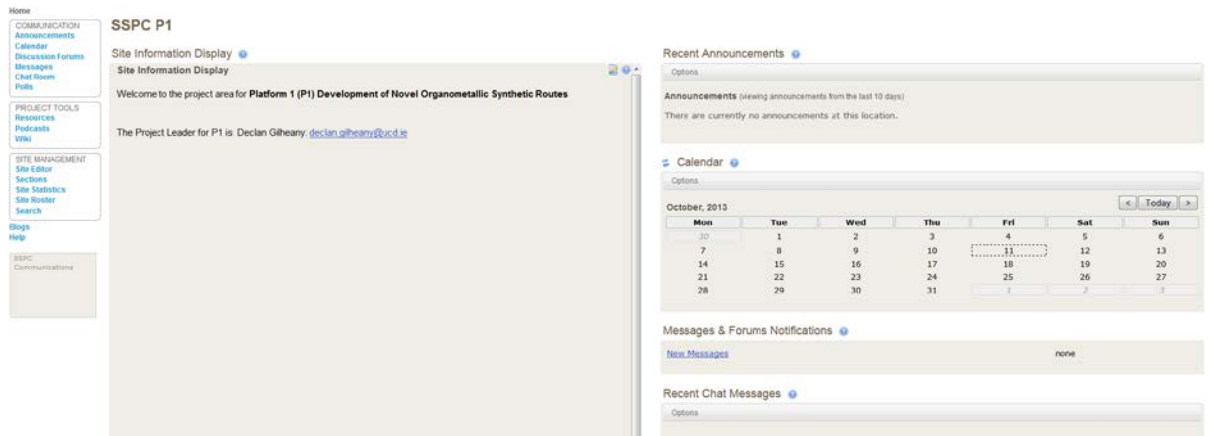 Home
COMMUNICATION
Announcements
Calendar
Discussion Forums
Messages
Chat Room
Polls
PROJECT TOOLS
Resources
Podcasts
Wiki
SITE MANAGEMENT
Site Editor
Sections
Site Statistics
Site Roster
Search
Blogs
Help
SSPC
Communications
SSPC P1
Site Information Display
Site Information Display
Welcome to the project area for Platform 1 (P1) Development of Novel Organometallic Synthetic Routes
The Project Leader for P1 is: Declan Gilheany: declan.gilheany@ucd.ie
Recent Announcements
Options
Announcements (viewing announcements from the last 10 days)
There are currently no announcements at this location.
Calendar
Options
October, 2013 < Today >
Mon Tue Wed Thu Fri Sat Sun
30 1 2 3 4 5 6
7 8 9 10 11 12 13
14 15 16 17 18 19 20
21 22 23 24 25 26 27
28 29 30 31 1 2 3
Messages & Forums Notifications
New Messages none
Recent Chat Messages
Options